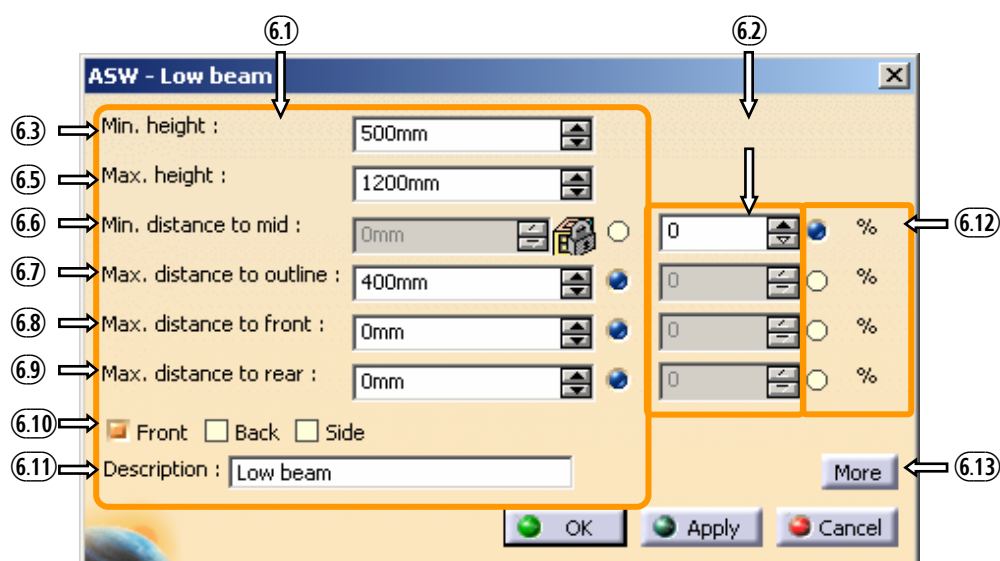 6.1 6.2
ASW - Low beam
6.3 Min. height : 500mm
6.5 Max. height : 1200mm
6.6 Min. distance to mid : 0mm 0 % 6.12
6.7 Max. distance to outline : 400mm 0 %
6.8 Max. distance to front : 0mm 0 %
6.9 Max. distance to rear : 0mm 0 %
6.10 Front Back Side
6.11 Description : Low beam More 6.13
OK Apply Cancel